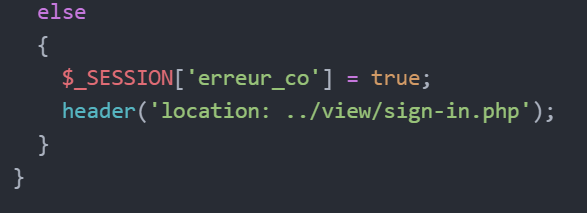 else
{
$_SESSION['erreur_co'] = true;
header('location: ../view/sign-in.php');
}
}